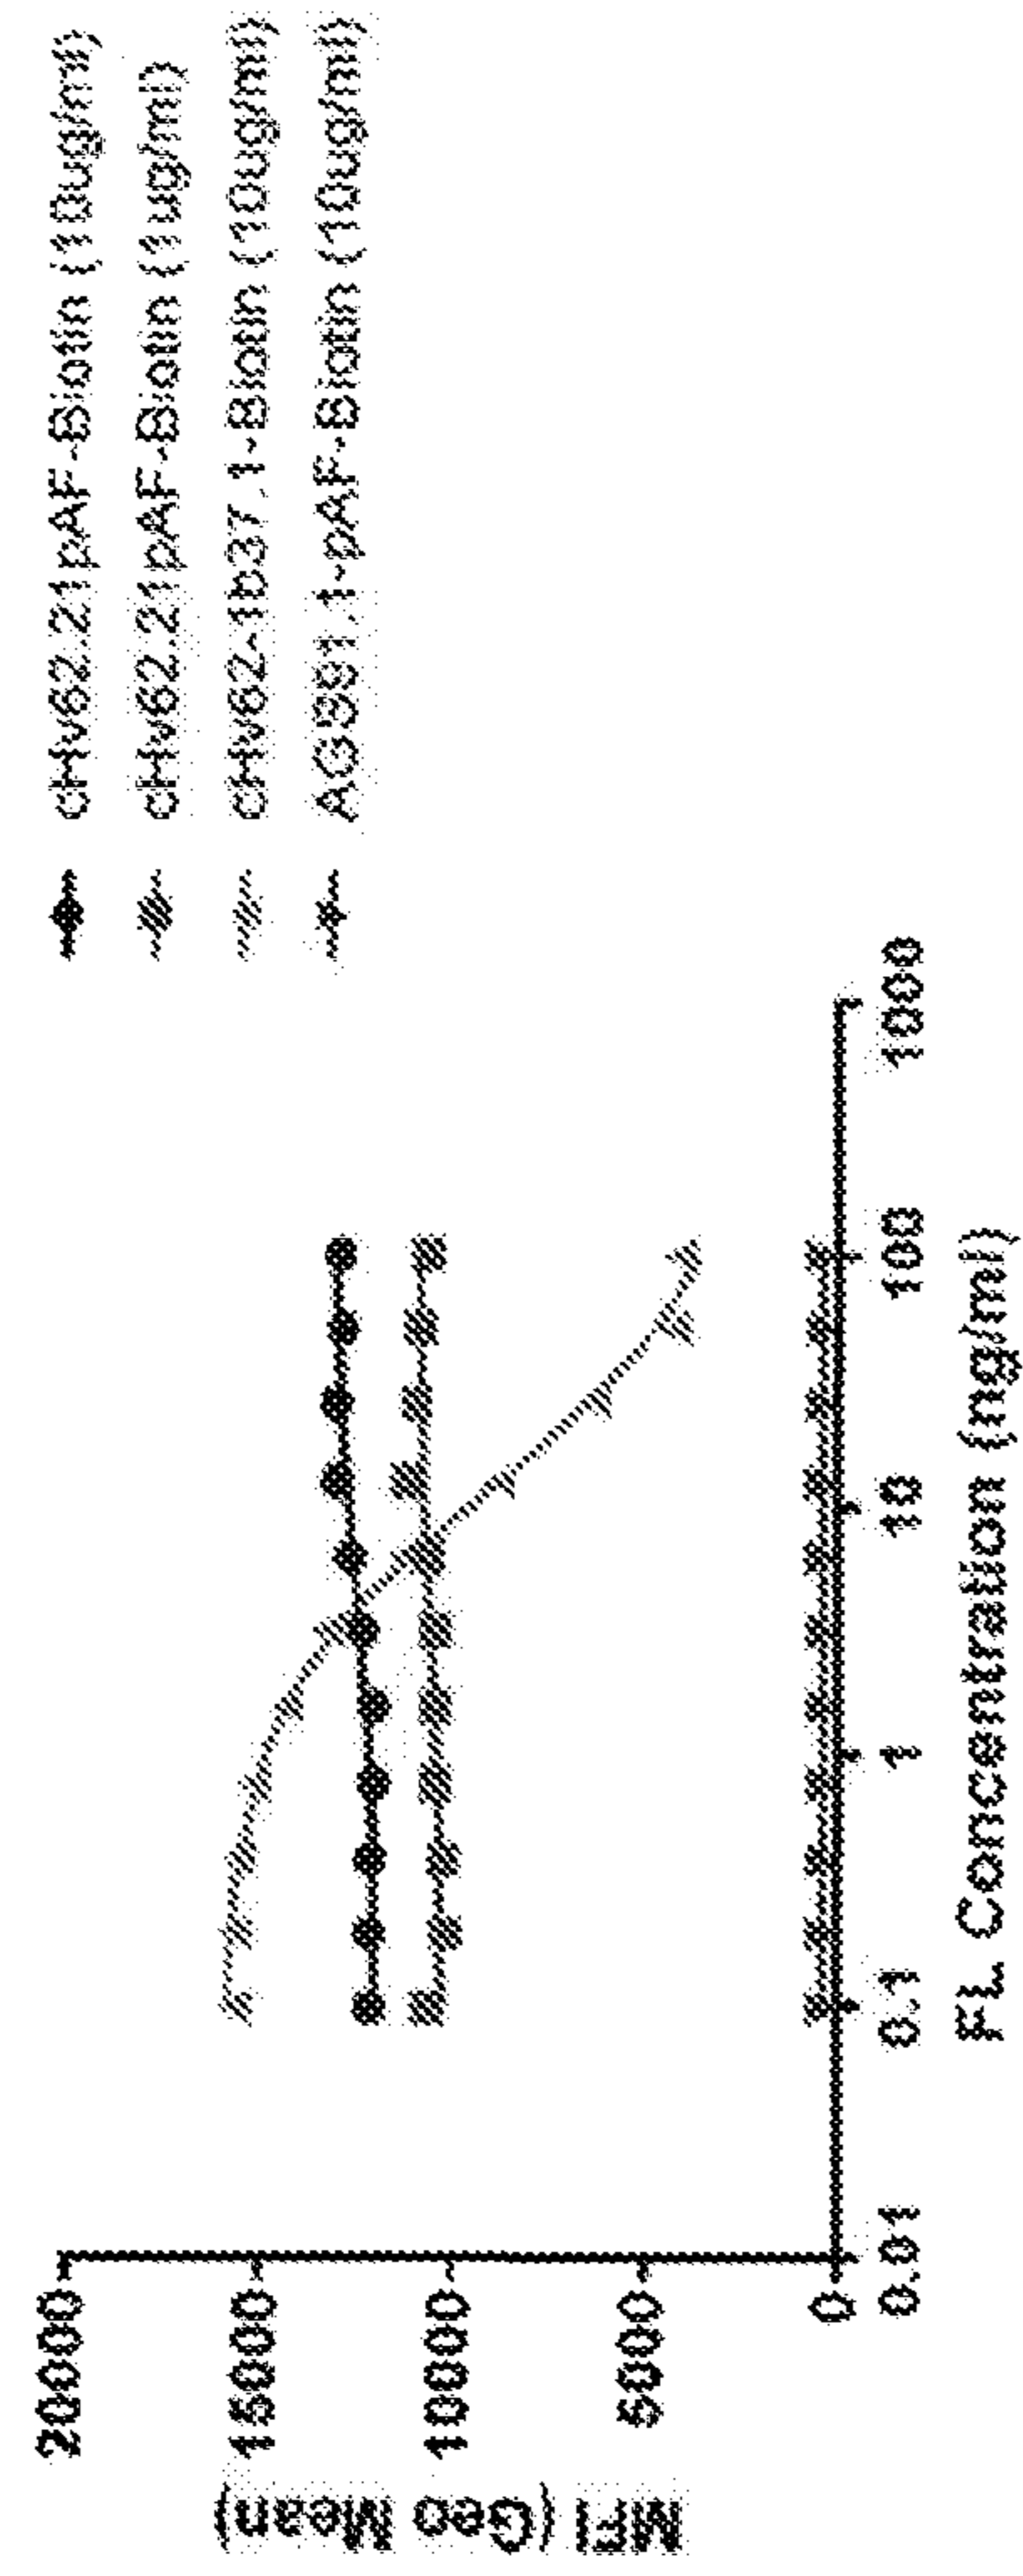 cHv62.21pAF-Biotin (10ug/ml)
cHv62.21pAF-Biotin (1ug/ml)
cHv62-1b37.1-Biotin (10ug/ml)
AGS91.1-pAF-Biotin (10ug/ml)
MFI (Geo Mean)
20000
15000
10000
5000
0
0.01
0.1
1
10
100
1000
FL Concentration (ng/ml)